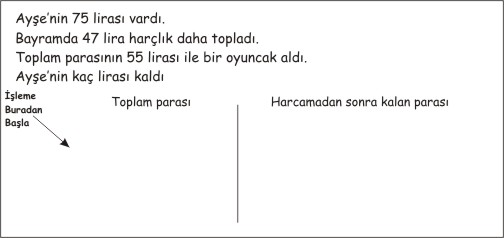 Ayşe'nin 75 lirası vardı.
Bayramda 47 lira harçlık daha topladı.
Toplam parasının 55 lirası ile bir oyuncak aldı.
Ayşe'nin kaç lirası kaldı
İşleme
Buradan
Başla
Toplam parası
Harcamadan sonra kalan parası